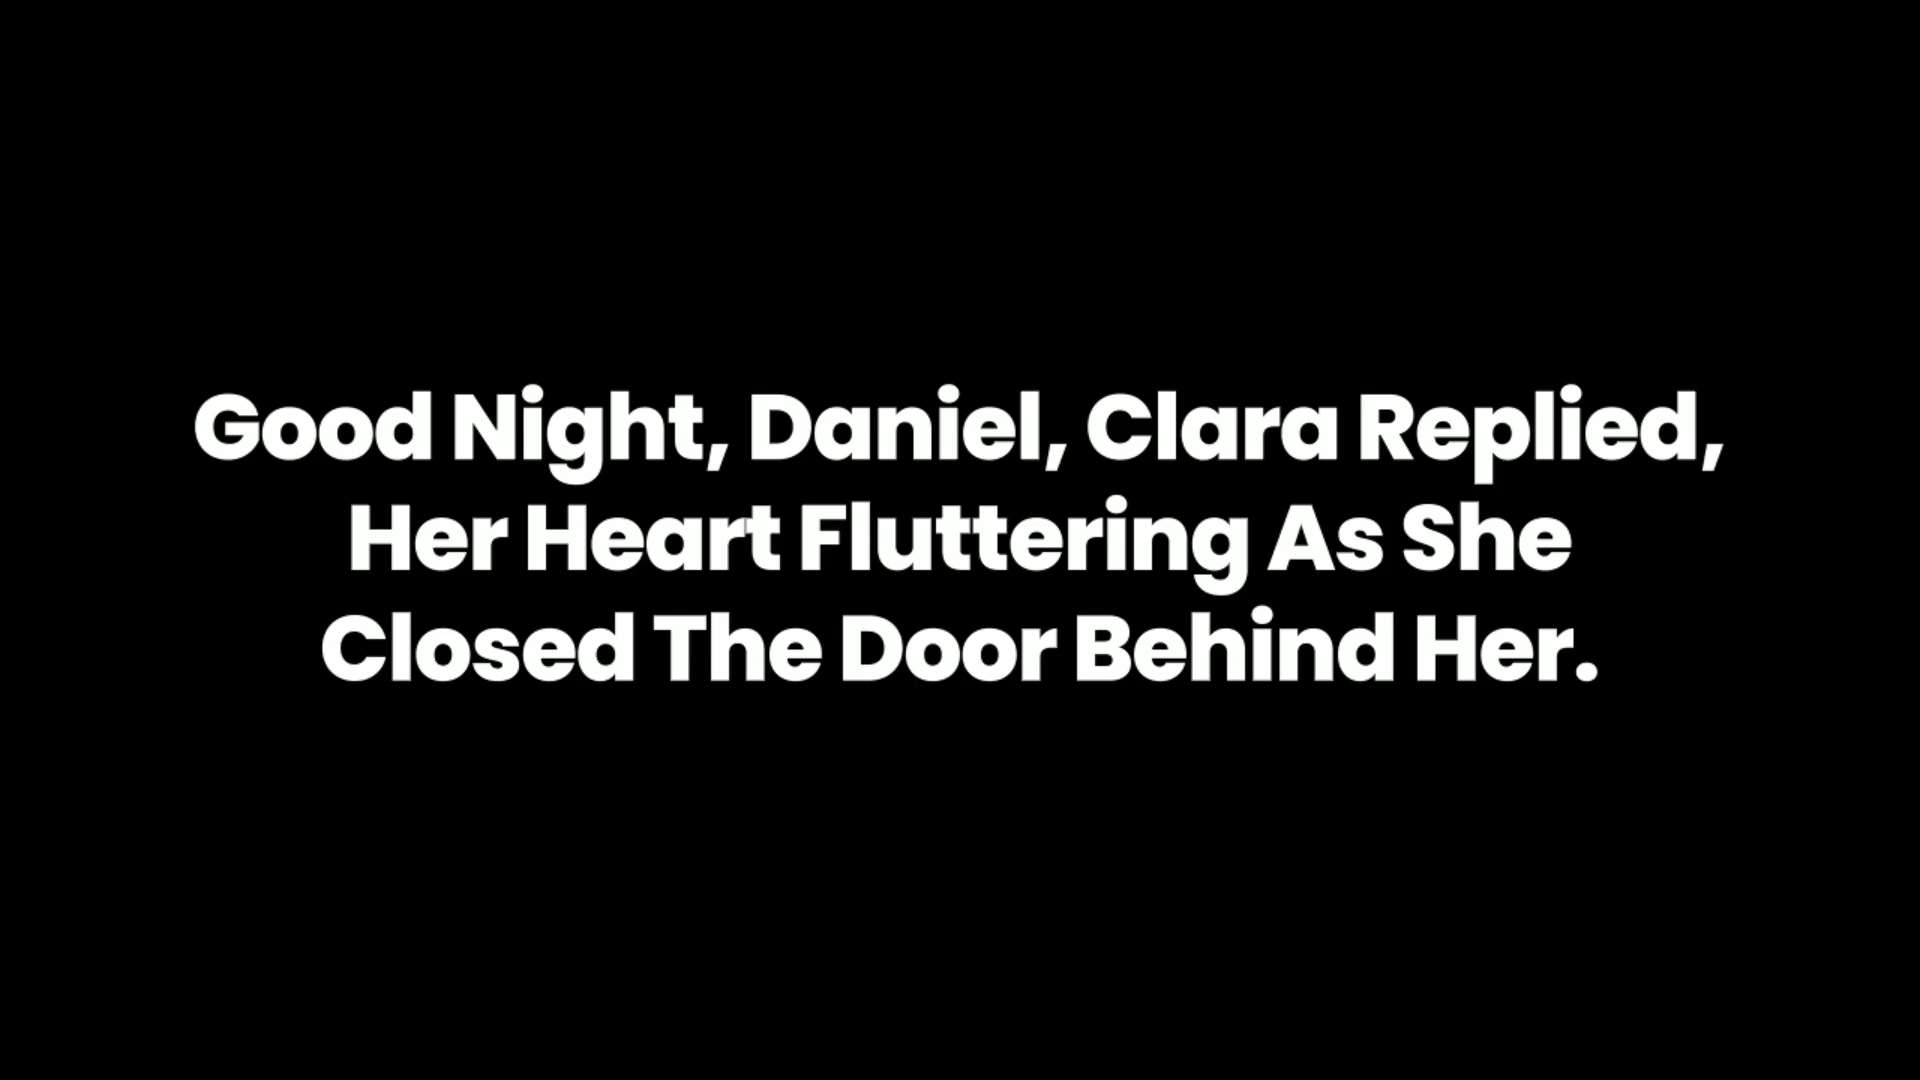 Good Night, Daniel, Clara Replied,
Her Heart Fluttering As She
Closed The Door Behind Her.